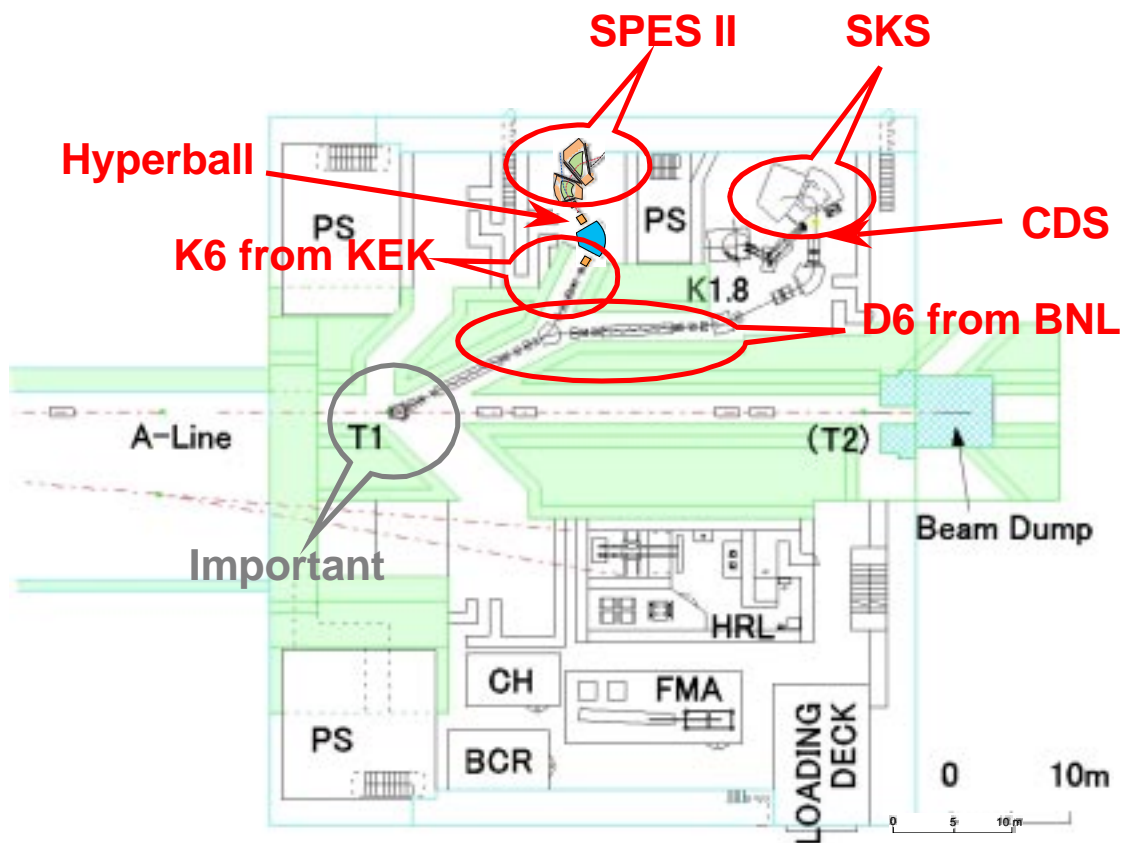 SPES II
SKS
Hyperball
PS
PS
CDS
K6 from KEK
K1.8
D6 from BNL
A-Line
T1
(T2)
Beam Dump
Important
HRL
CH
FMA
PS
BCR
LOADING
DECK
0 10m
0 5 10 m